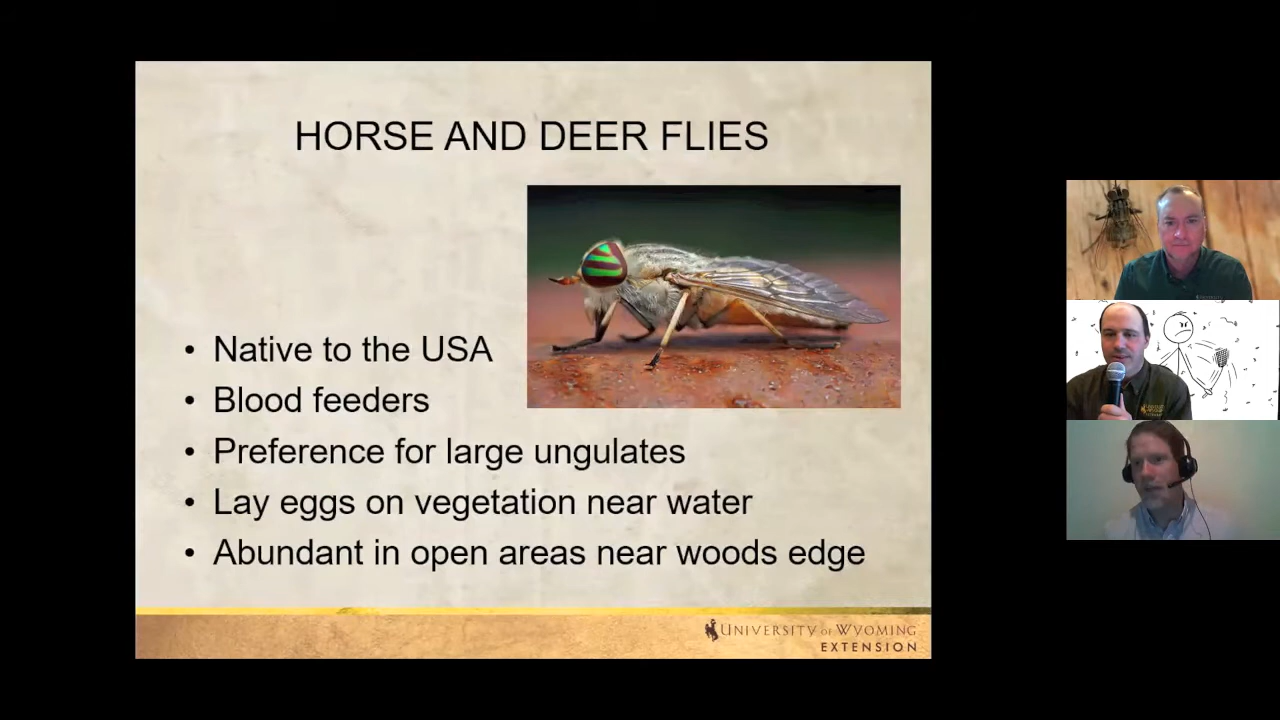 HORSE AND DEER FLIES
• Native to the USA
• Blood feeders
• Preference for large ungulates
• Lay eggs on vegetation near water
• Abundant in open areas near woods edge
UNIVERSITY OF WYOMING
EXTENSION